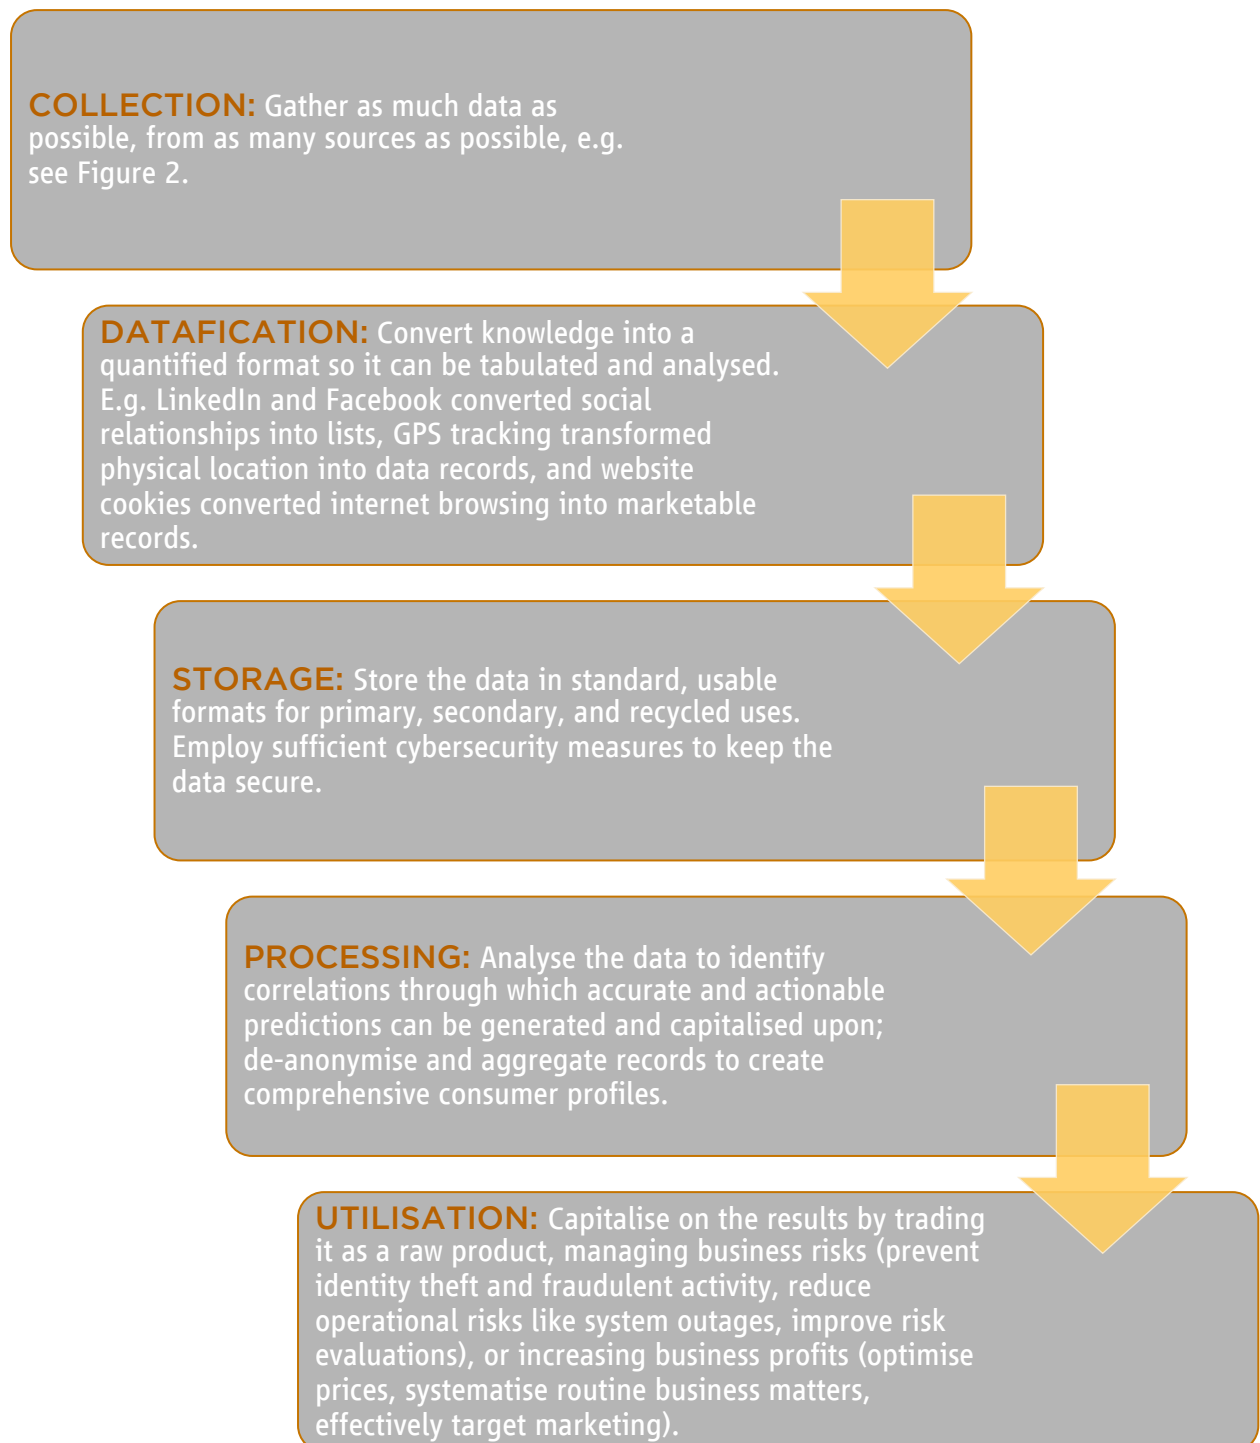 COLLECTION: Gather as much data as
possible, from as many sources as possible, e.g.
see Figure 2.
DATAFICATION: Convert knowledge into a
quantified format so it can be tabulated and analysed.
E.g. LinkedIn and Facebook converted social
relationships into lists, GPS tracking transformed
physical location into data records, and website
cookies converted internet browsing into marketable
records.
STORAGE: Store the data in standard, usable
formats for primary, secondary, and recycled uses.
Employ sufficient cybersecurity measures to keep the
data secure.
PROCESSING: Analyse the data to identify
correlations through which accurate and actionable
predictions can be generated and capitalised upon;
de-anonymise and aggregate records to create
comprehensive consumer profiles.
UTILISATION: Capitalise on the results by trading
it as a raw product, managing business risks (prevent
identity theft and fraudulent activity, reduce
operational risks like system outages, improve risk
evaluations), or increasing business profits (optimise
prices, systematise routine business matters,
effectively target marketing).